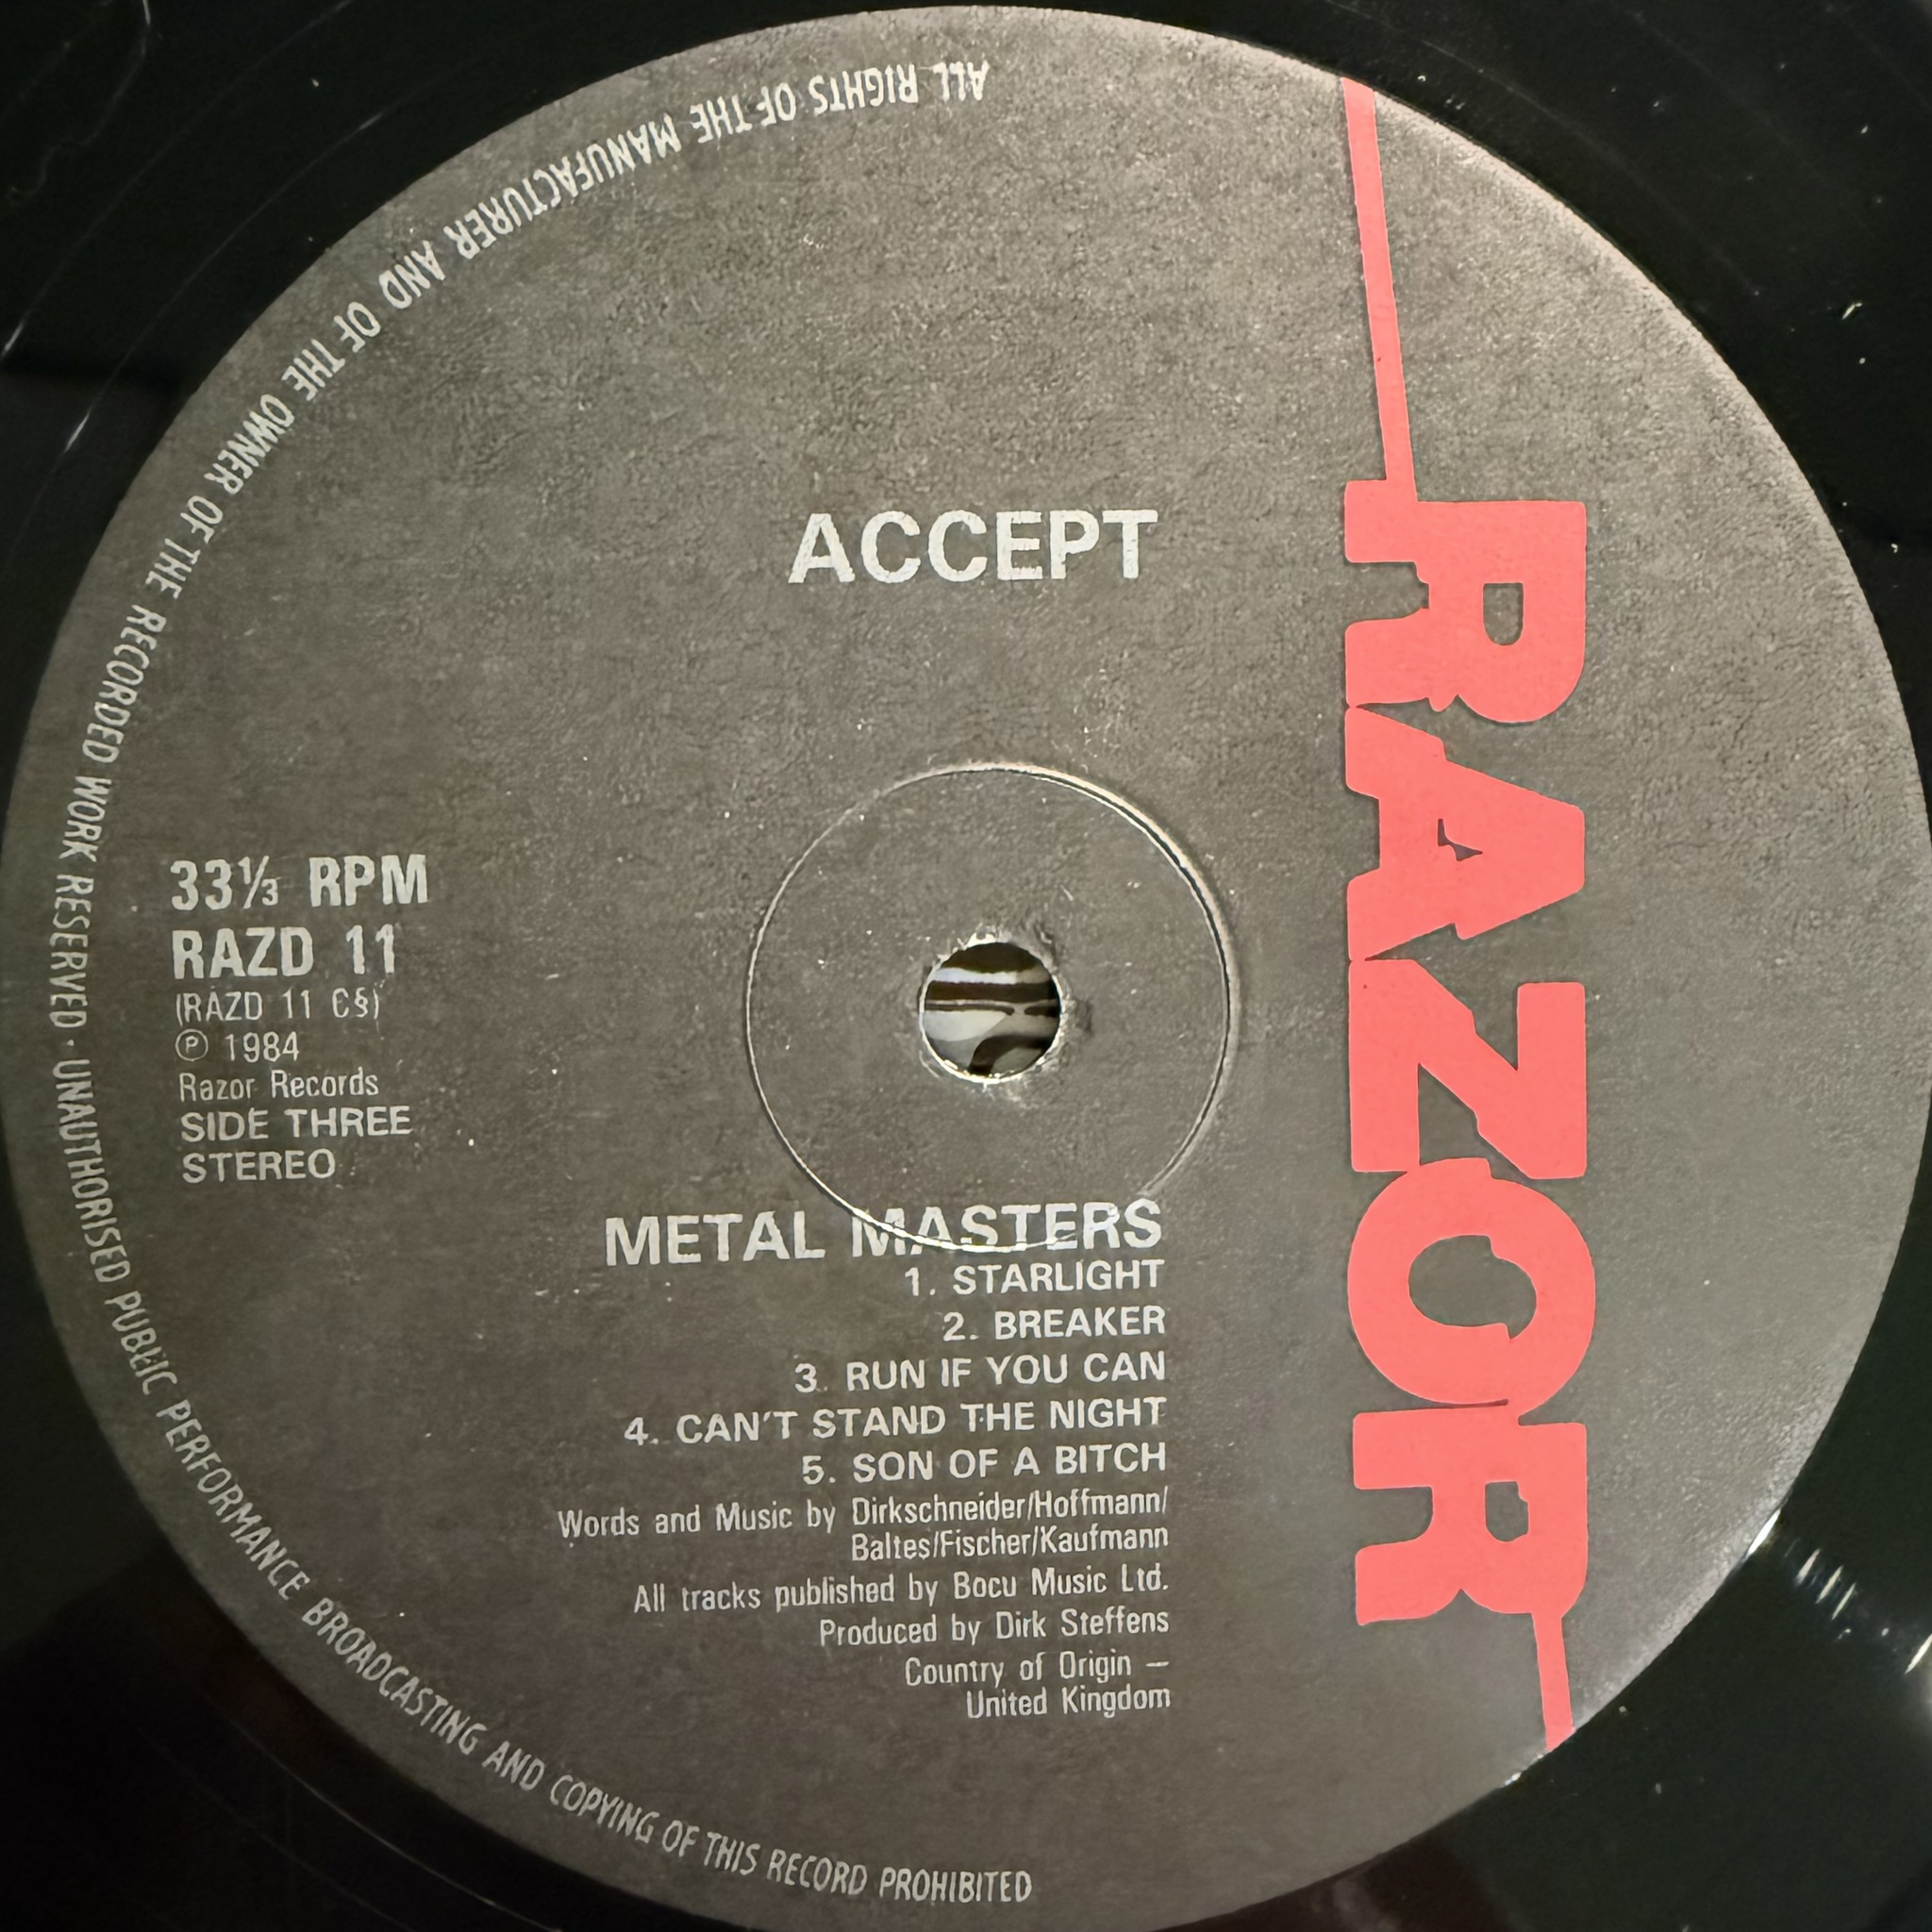 ALL RIGHTS OF THE MANUFACTURER AND OF THE OWNER OF THE RECORDED WORK RESERVED · UNAUTHORISED PUBLIC PERFORMANCE BROADCASTING AND COPYING OF THIS RECORD PROHIBITED
RAZOR
ACCEPT
33⅓ RPM
RAZD 11
(RAZD 11 C§)
℗ 1984
Razor Records
SIDE THREE
STEREO
METAL MASTERS
1. STARLIGHT
2. BREAKER
3. RUN IF YOU CAN
4. CAN'T STAND THE NIGHT
5. SON OF A BITCH
Words and Music by Dirkschneider/Hoffmann/
Baltes/Fischer/Kaufmann
All tracks published by Bocu Music Ltd.
Produced by Dirk Steffens
Country of Origin —
United Kingdom